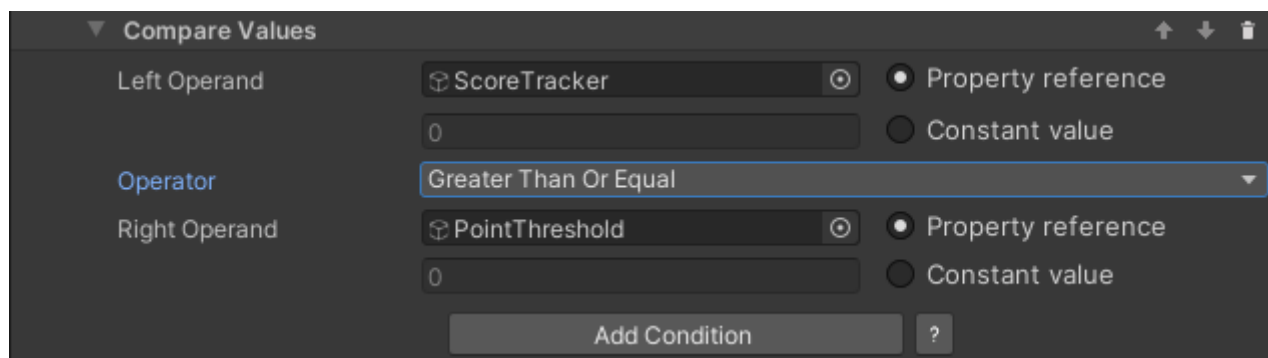 Compare Values
Left Operand ScoreTracker Property reference
0 Constant value
Operator Greater Than Or Equal
Right Operand PointThreshold Property reference
0 Constant value
Add Condition ?